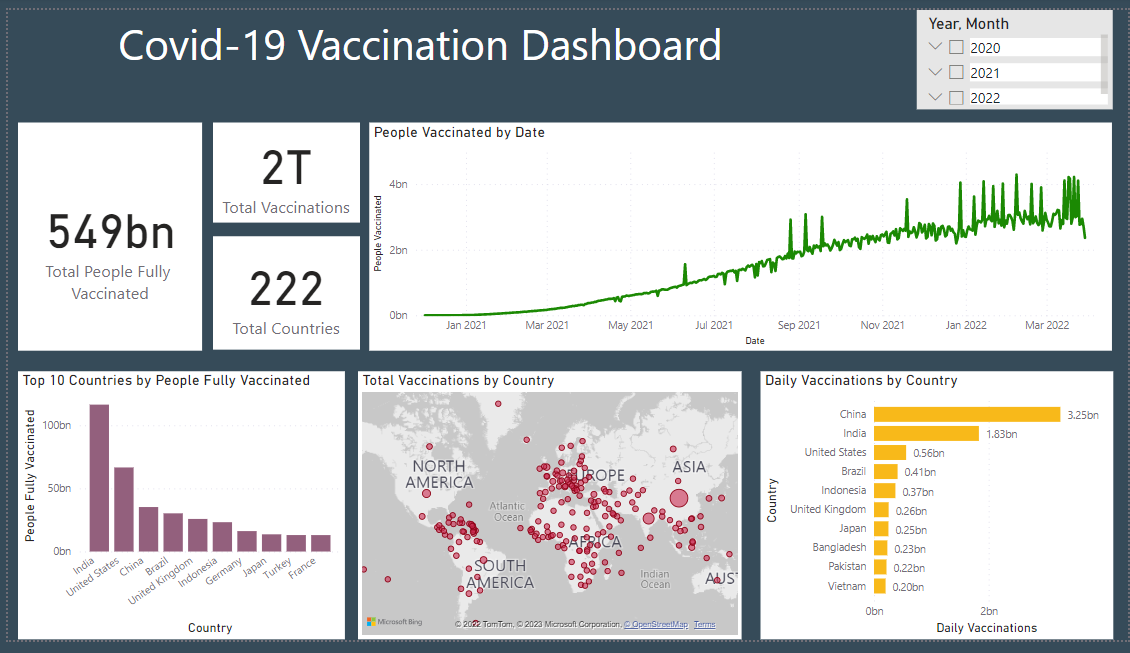 Covid-19 Vaccination Dashboard
Year, Month
2020
2021
2022
549bn
Total People Fully
Vaccinated
2T
Total Vaccinations
222
Total Countries
People Vaccinated by Date
People Vaccinated
4bn
2bn
0bn
Jan 2021 Mar 2021 May 2021 Jul 2021 Sep 2021 Nov 2021 Jan 2022 Mar 2022
Date
Top 10 Countries by People Fully Vaccinated
People Fully Vaccinated
100bn
50bn
0bn
India United States China Brazil United Kingdom Indonesia Germany Japan Turkey France
Country
Total Vaccinations by Country
NORTH
AMERICA
EUROPE
ASIA
Atlantic
Ocean
AFRICA
SOUTH
AMERICA
Indian
Ocean
AUST
Microsoft Bing
© 2022 TomTom, © 2023 Microsoft Corporation, © OpenStreetMap Terms
Daily Vaccinations by Country
Country
China 3.25bn
India 1.83bn
United States 0.56bn
Brazil 0.41bn
Indonesia 0.37bn
United Kingdom 0.26bn
Japan 0.25bn
Bangladesh 0.23bn
Pakistan 0.22bn
Vietnam 0.20bn
0bn 2bn
Daily Vaccinations